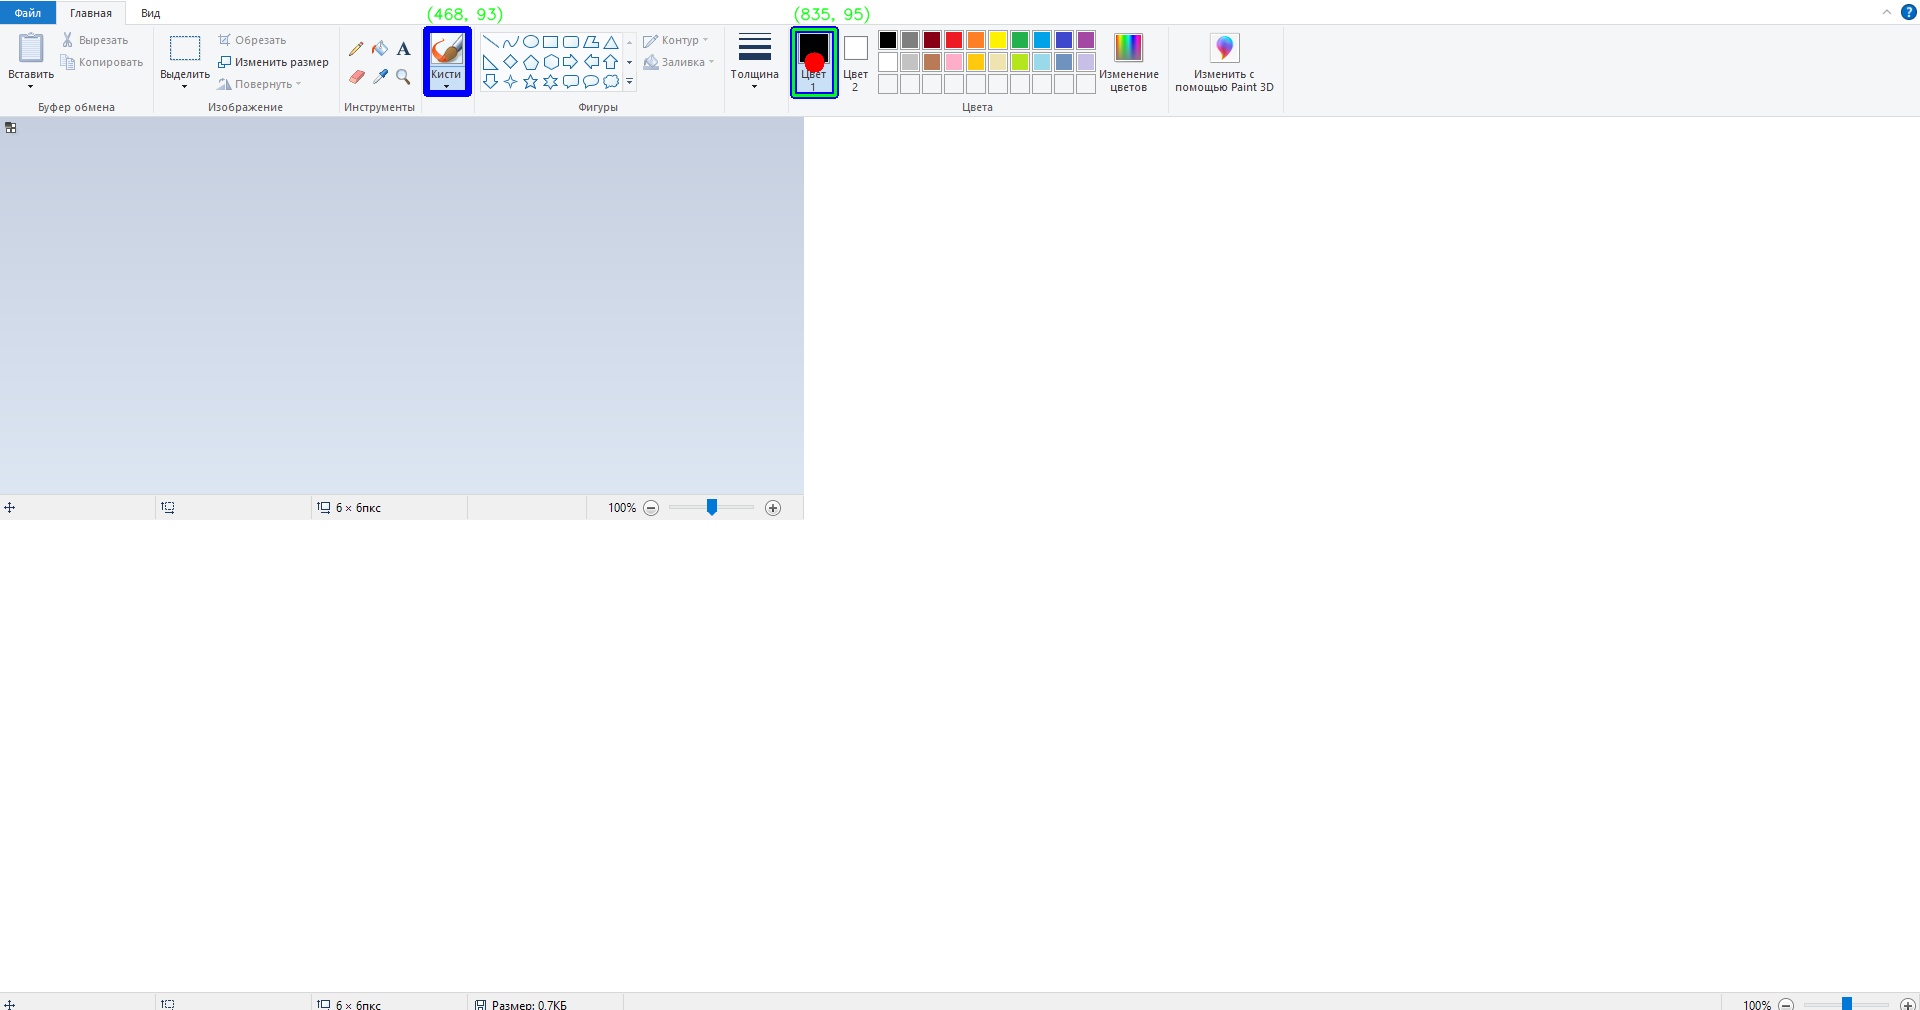 (468, 93) (835, 95)
Файл Главная Вид
Вставить
Вырезать
Копировать
Буфер обмена
Выделить
Обрезать
Изменить размер
Повернуть
Изображение
A
Инструменты
Кисти
Фигуры
Контур
Заливка
Толщина
Цвет
1
Цвет
2
Цвета
Изменение
цветов
Изменить с
помощью Paint 3D
?
6 × 6пкс 100%
6 × 6пкс Размер: 0,7КБ 100%